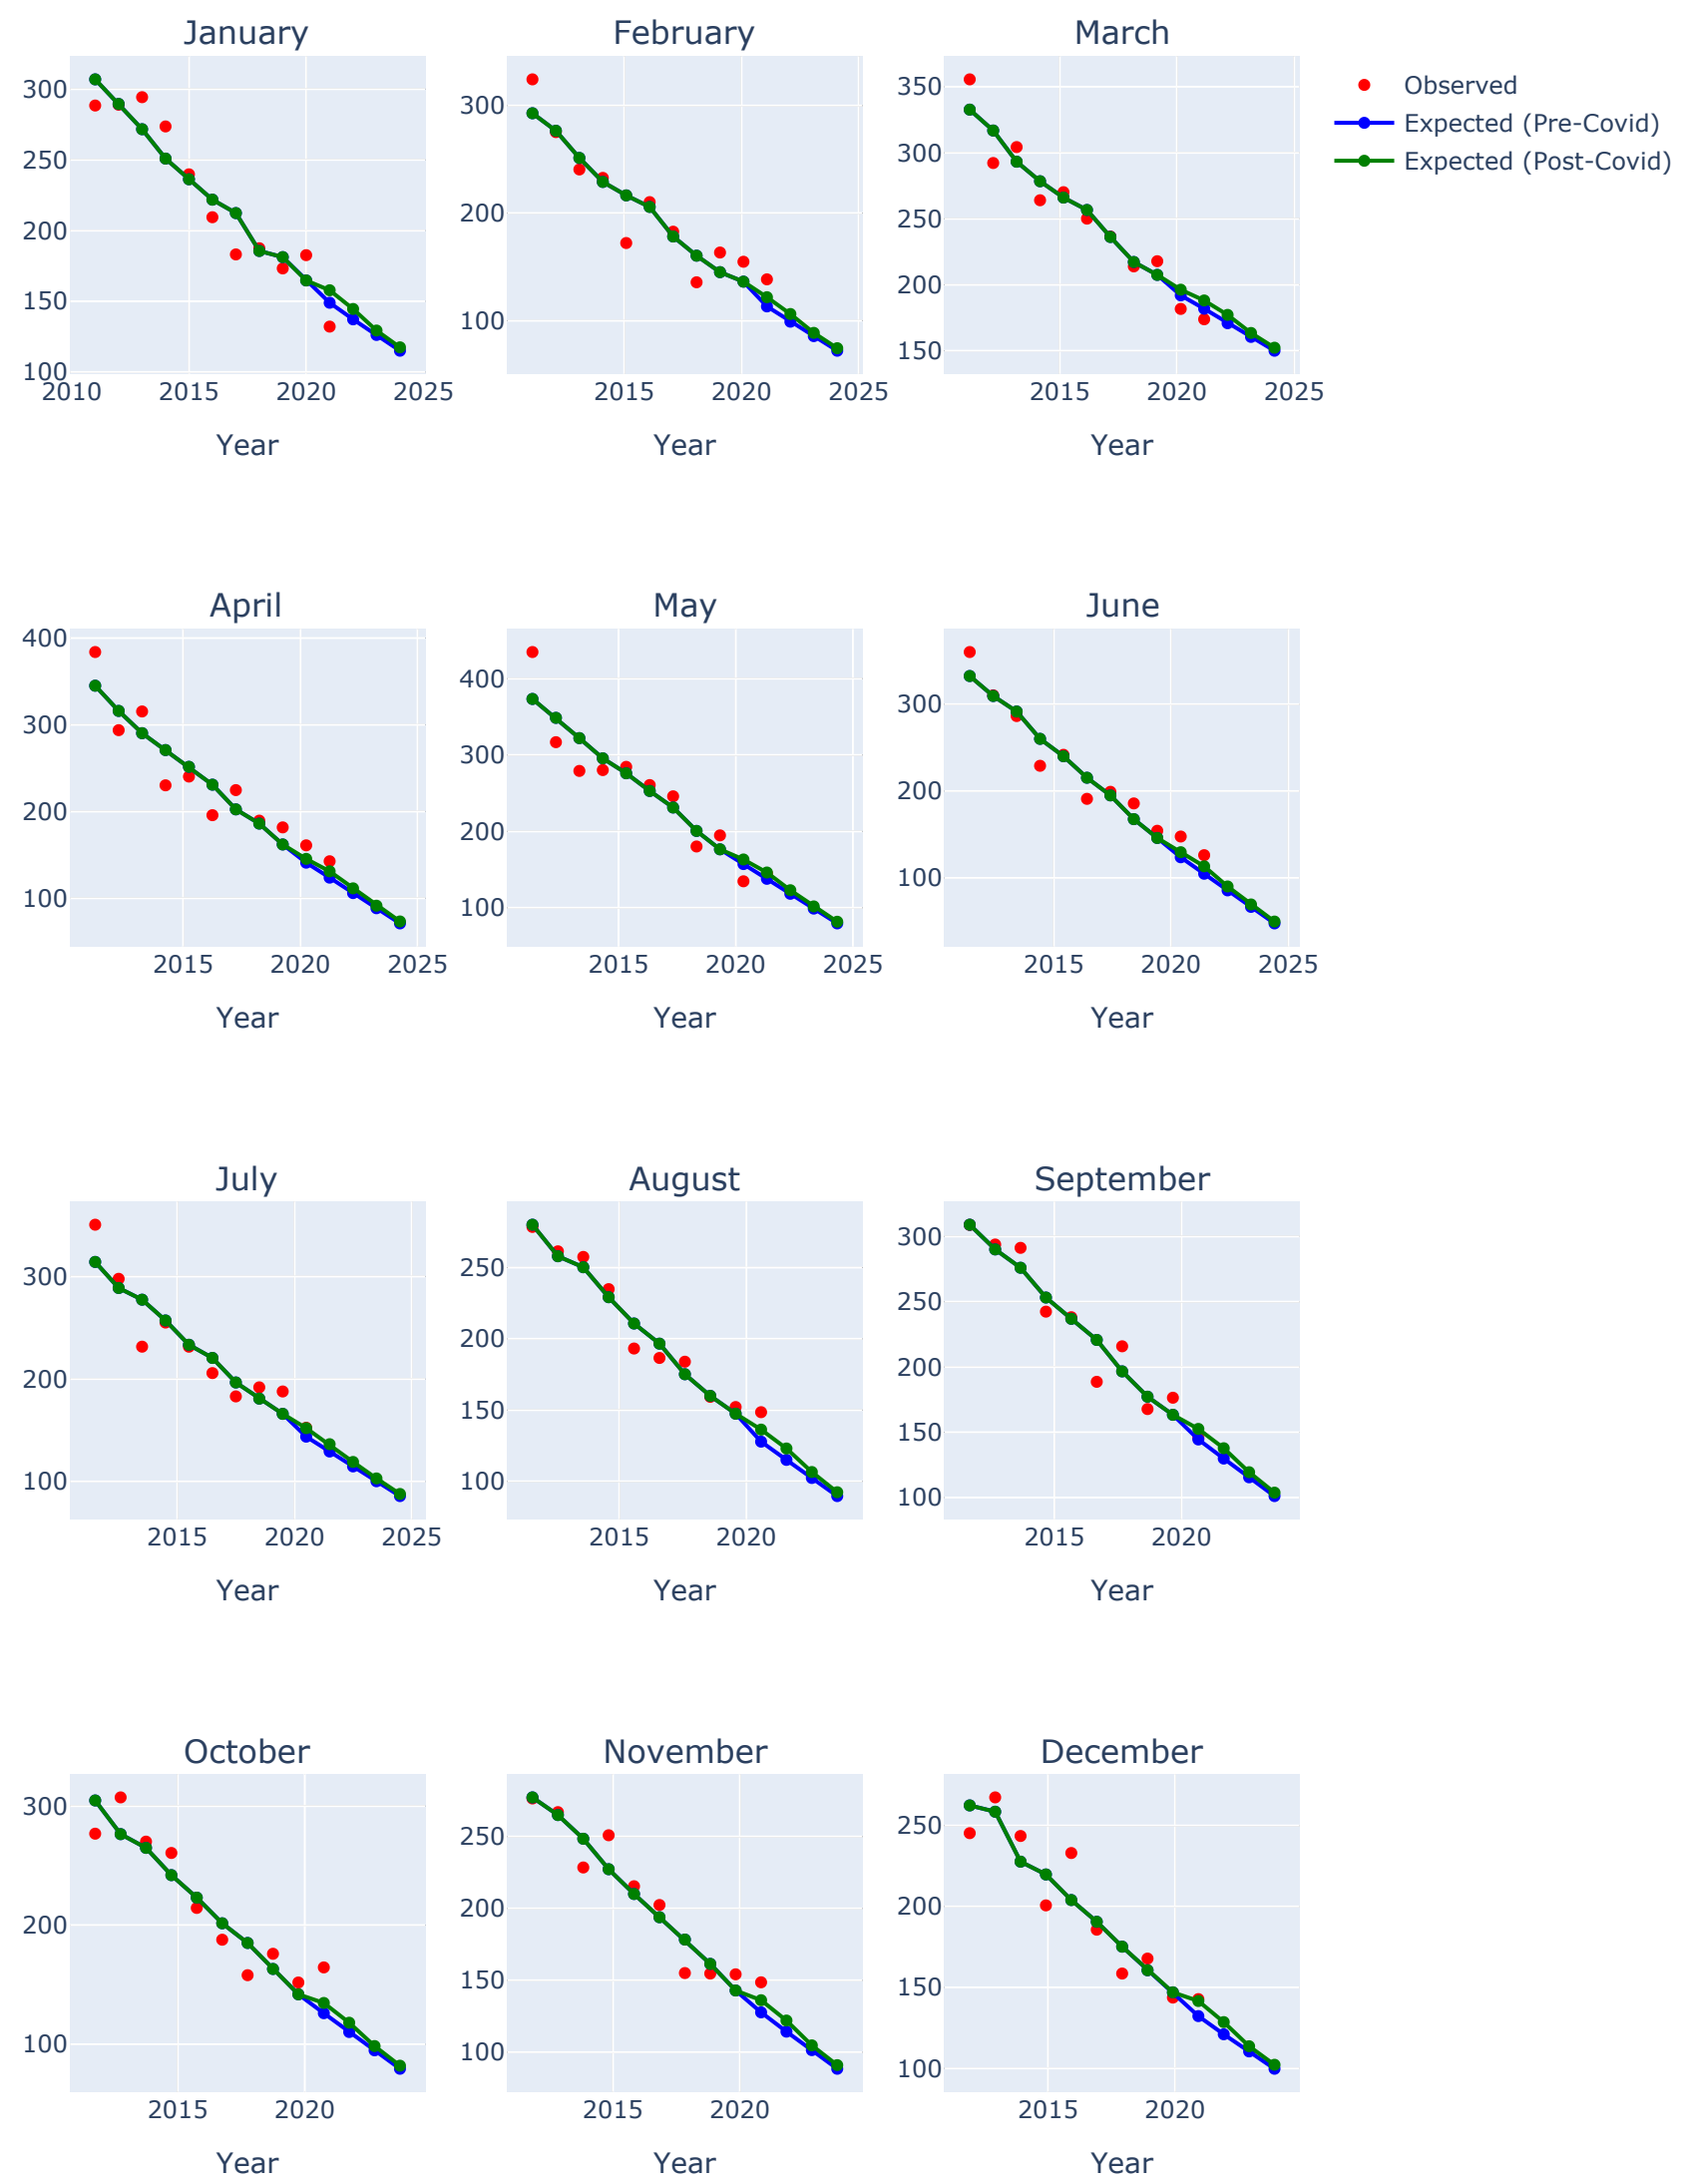 January February March
Observed
Expected (Pre-Covid)
Expected (Post-Covid)
300
250
200
150
100
2010 2015 2020 2025
Year
300
200
100
2015 2020 2025
Year
350
300
250
200
150
2015 2020 2025
Year
April May June
400
300
200
100
2015 2020 2025
Year
400
300
200
100
2015 2020 2025
Year
300
200
100
2015 2020 2025
Year
July August September
300
200
100
2015 2020 2025
Year
250
200
150
100
2015 2020
Year
300
250
200
150
100
2015 2020
Year
October November December
300
200
100
2015 2020
Year
250
200
150
100
2015 2020
Year
250
200
150
100
2015 2020
Year